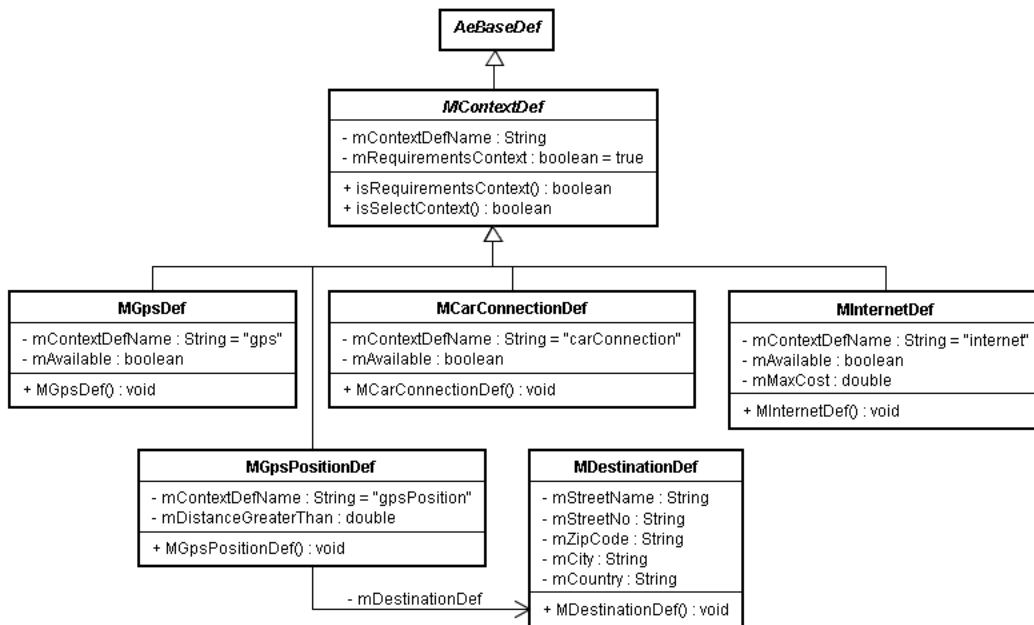 AeBaseDef
MContextDef
- mContextDefName : String
- mRequirementsContext : boolean = true
+ isRequirementsContext() : boolean
+ isSelectContext() : boolean
MGpsDef
- mContextDefName : String = "gps"
- mAvailable : boolean
+ MGpsDef() : void
MCarConnectionDef
- mContextDefName : String = "carConnection"
- mAvailable : boolean
+ MCarConnectionDef() : void
MInternetDef
- mContextDefName : String = "internet"
- mAvailable : boolean
- mMaxCost : double
+ MInternetDef() : void
MGpsPositionDef
- mContextDefName : String = "gpsPosition"
- mDistanceGreaterThan : double
+ MGpsPositionDef() : void
MDestinationDef
- mStreetName : String
- mStreetNo : String
- mZipCode : String
- mCity : String
- mCountry : String
+ MDestinationDef() : void
- mDestinationDef